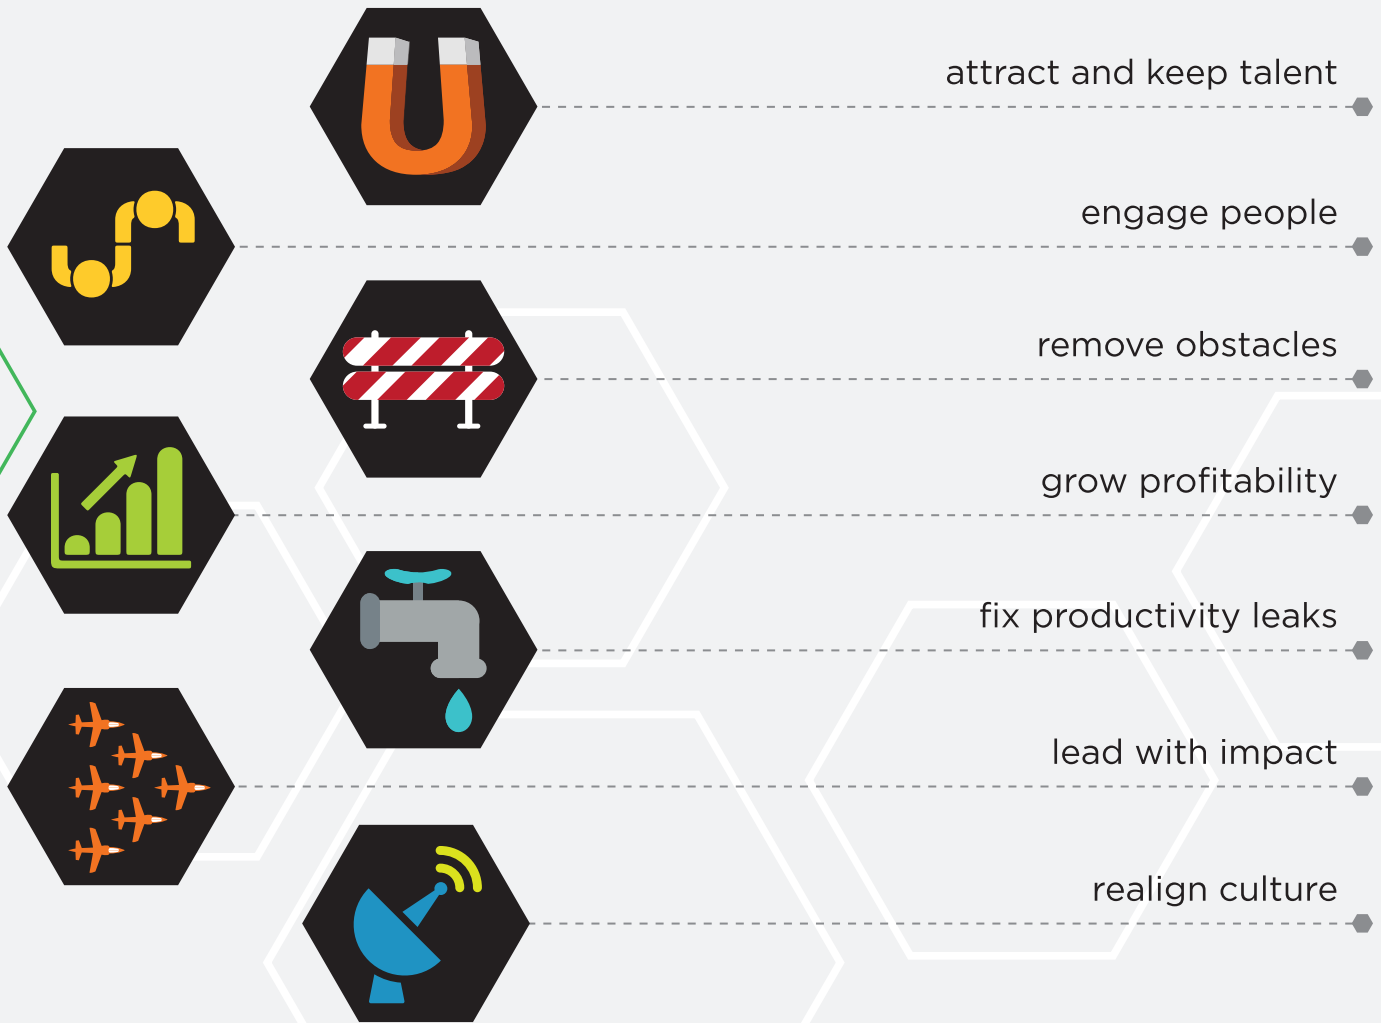 attract and keep talent
engage people
remove obstacles
grow profitability
fix productivity leaks
lead with impact
realign culture